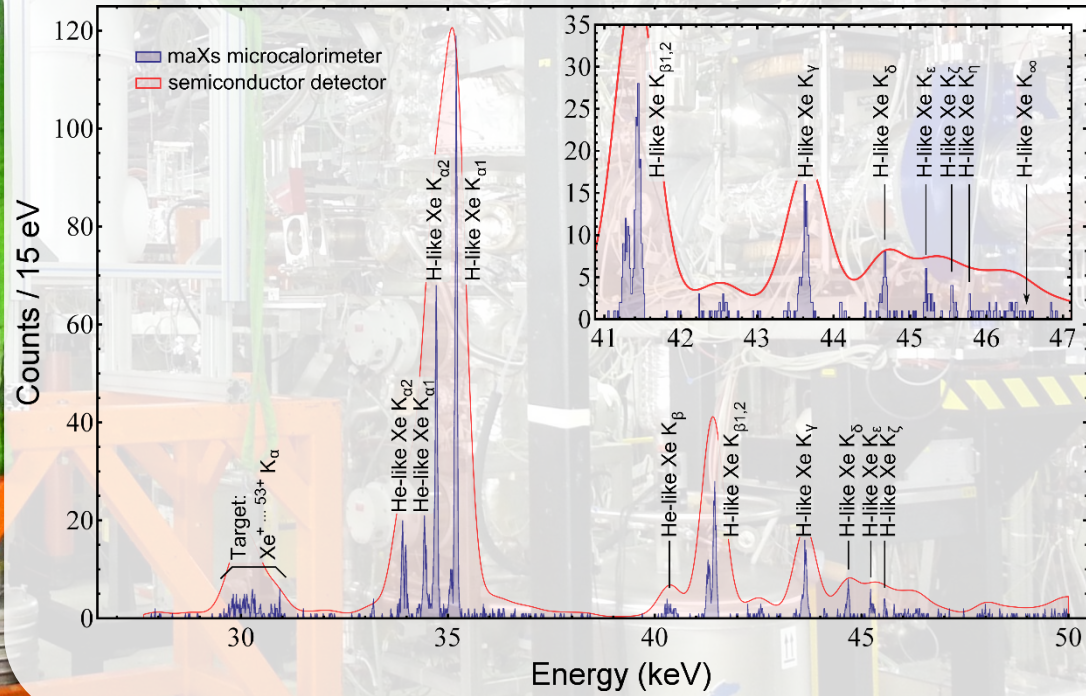 120
100
80
60
40
20
0
Counts / 15 eV
maXs microcalorimeter
semiconductor detector
Target:
Xe⁺ ... ⁵³⁺ Kα
He-like Xe Kα2
He-like Xe Kα1
H-like Xe Kα2
H-like Xe Kα1
He-like Xe Kβ
H-like Xe Kβ1,2
H-like Xe Kγ
H-like Xe Kδ
H-like Xe Kε
H-like Xe Kζ
30
35
40
45
50
Energy (keV)
35
30
25
20
15
10
5
0
H-like Xe Kβ1,2
H-like Xe Kγ
H-like Xe Kδ
H-like Xe Kε
H-like Xe Kζ
H-like Xe Kη
H-like Xe K∞
41
42
43
44
45
46
47